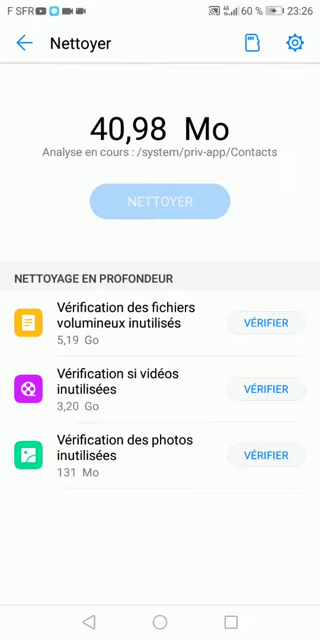 F SFR 4G 60 % 23:26
Nettoyer
40,98 Mo
Analyse en cours : /system/priv-app/Contacts
NETTOYER
NETTOYAGE EN PROFONDEUR
Vérification des fichiers
volumineux inutilisés
VÉRIFIER
5,19 Go
Vérification si vidéos
inutilisées
VÉRIFIER
3,20 Go
Vérification des photos
inutilisées
VÉRIFIER
131 Mo